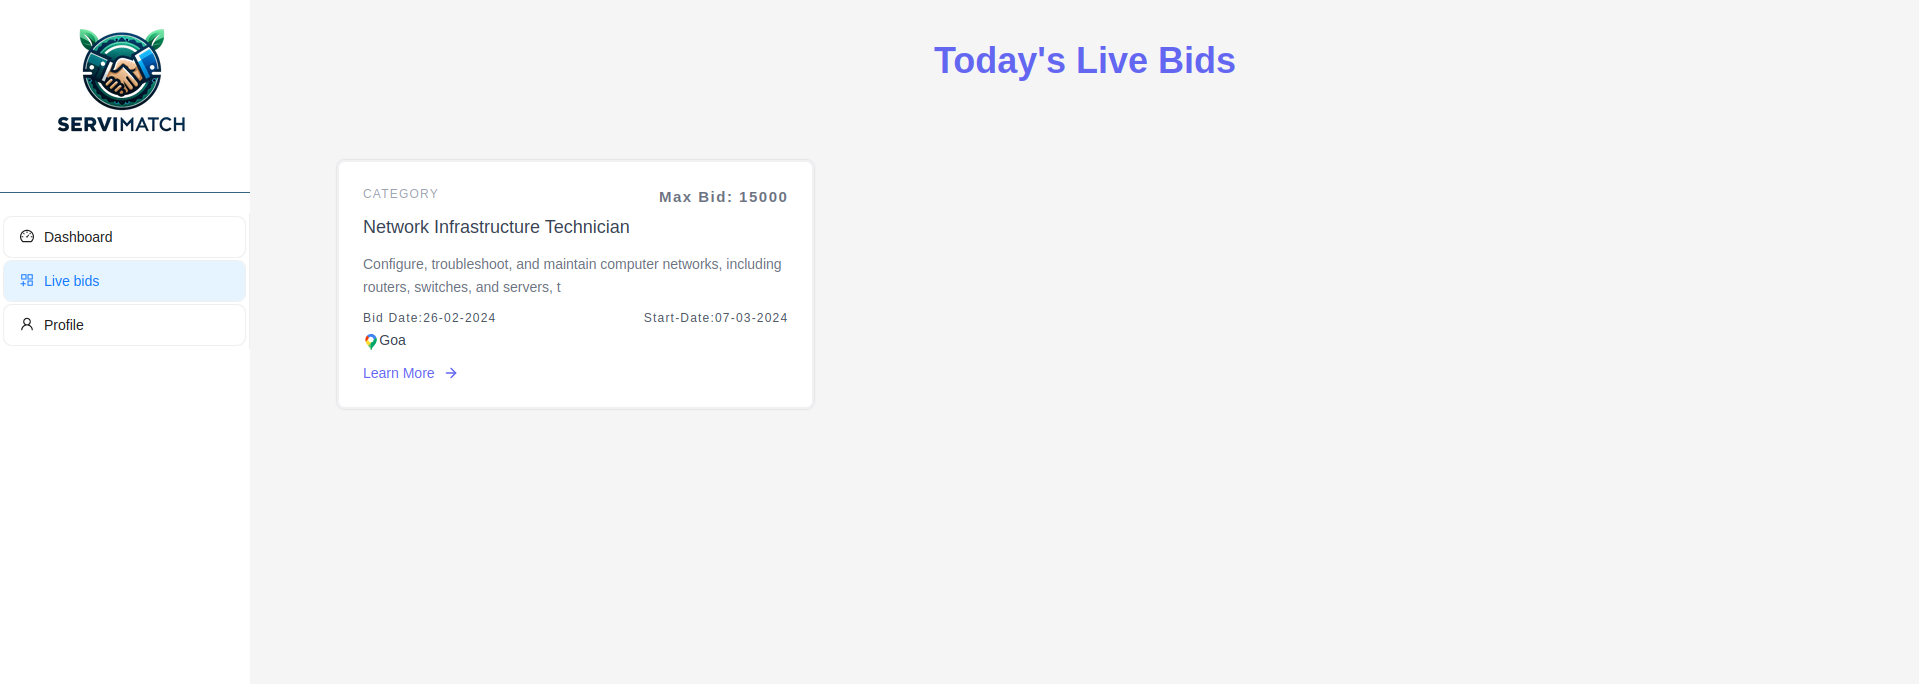 SERVIMATCH
Dashboard
Live bids
Profile
Today's Live Bids
CATEGORY
Max Bid: 15000
Network Infrastructure Technician
Configure, troubleshoot, and maintain computer networks, including
routers, switches, and servers, t
Bid Date:26-02-2024
Start-Date:07-03-2024
Goa
Learn More